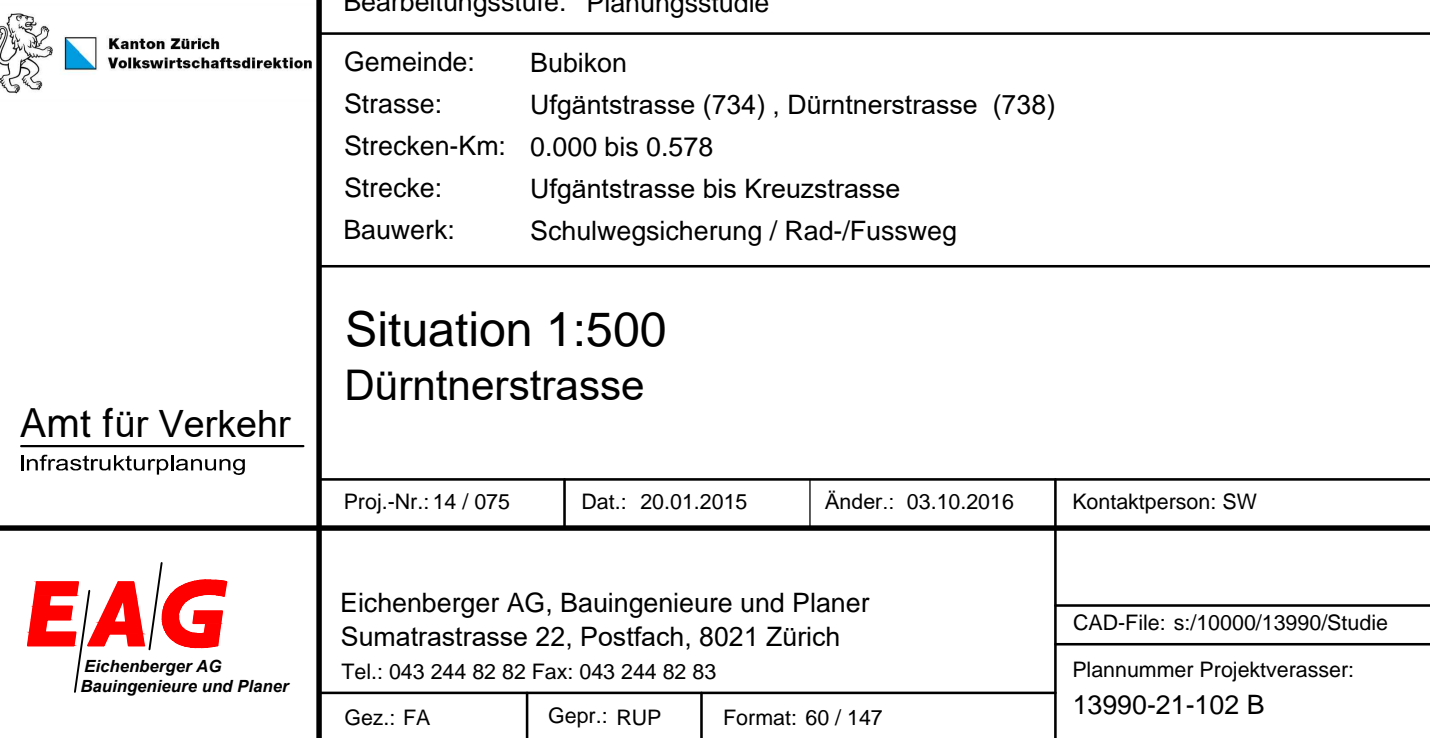 Bearbeitungsstufe: Planungsstudie
Kanton Zürich
Volkswirtschaftsdirektion
Gemeinde: Bubikon
Strasse: Ufgäntstrasse (734) , Dürntnerstrasse (738)
Strecken-Km: 0.000 bis 0.578
Strecke: Ufgäntstrasse bis Kreuzstrasse
Bauwerk: Schulwegsicherung / Rad-/Fussweg
Situation 1:500
Dürntnerstrasse
Amt für Verkehr
Infrastrukturplanung
Proj.-Nr.: 14 / 075 Dat.: 20.01.2015 Änder.: 03.10.2016 Kontaktperson: SW
EAG
Eichenberger AG
Bauingenieure und Planer
Eichenberger AG, Bauingenieure und Planer
Sumatrastrasse 22, Postfach, 8021 Zürich
Tel.: 043 244 82 82 Fax: 043 244 82 83
CAD-File: s:/10000/13990/Studie
Plannummer Projektverasser:
13990-21-102 B
Gez.: FA Gepr.: RUP Format: 60 / 147